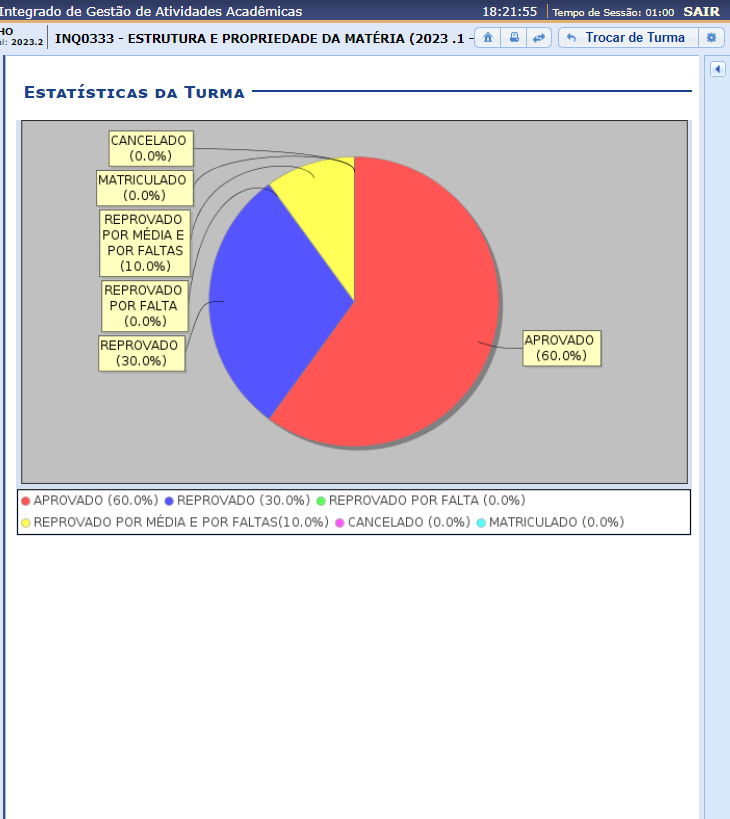 Integrado de Gestão de Atividades Acadêmicas
18:21:55
Tempo de Sessão: 01:00
SAIR
HO
el: 2023.2
INQ0333 - ESTRUTURA E PROPRIEDADE DA MATÉRIA (2023 .1 -
Trocar de Turma
ESTATÍSTICAS DA TURMA
CANCELADO
(0.0%)
MATRICULADO
(0.0%)
REPROVADO
POR MÉDIA E
POR FALTAS
(10.0%)
REPROVADO
POR FALTA
(0.0%)
REPROVADO
(30.0%)
APROVADO
(60.0%)
APROVADO (60.0%) REPROVADO (30.0%) REPROVADO POR FALTA (0.0%)
REPROVADO POR MÉDIA E POR FALTAS(10.0%) CANCELADO (0.0%) MATRICULADO (0.0%)